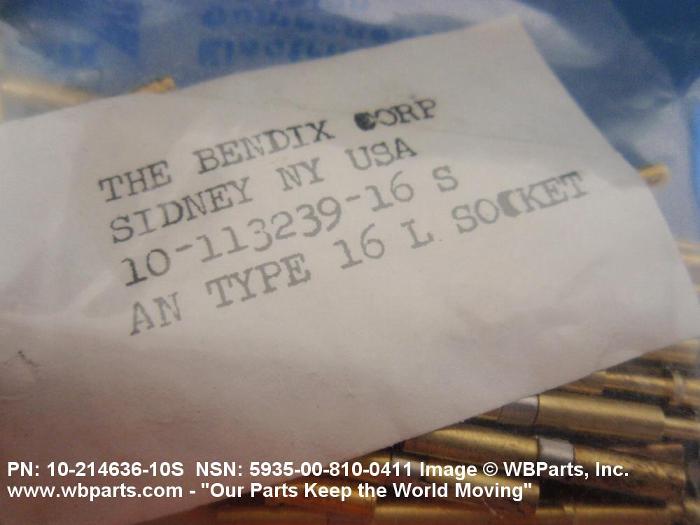 THE BENDIX CORP
SIDNEY NY USA
10-113239-16 S
AN TYPE 16 L SOCKET
PN: 10-214636-10S NSN: 5935-00-810-0411 Image © WBParts, Inc.
www.wbparts.com - "Our Parts Keep the World Moving"